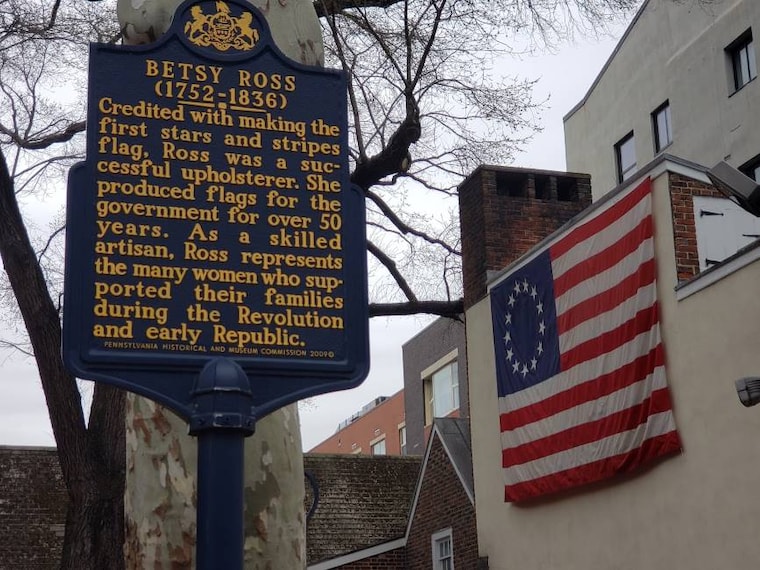 BETSY ROSS
(1752-1836)
Credited with making the
first stars and stripes
flag, Ross was a suc-
cessful upholsterer. She
produced flags for the
government for over 50
years. As a skilled
artisan, Ross represents
the many women who sup-
ported their families
during the Revolution
and early Republic.
PENNSYLVANIA HISTORICAL AND MUSEUM COMMISSION 2009©